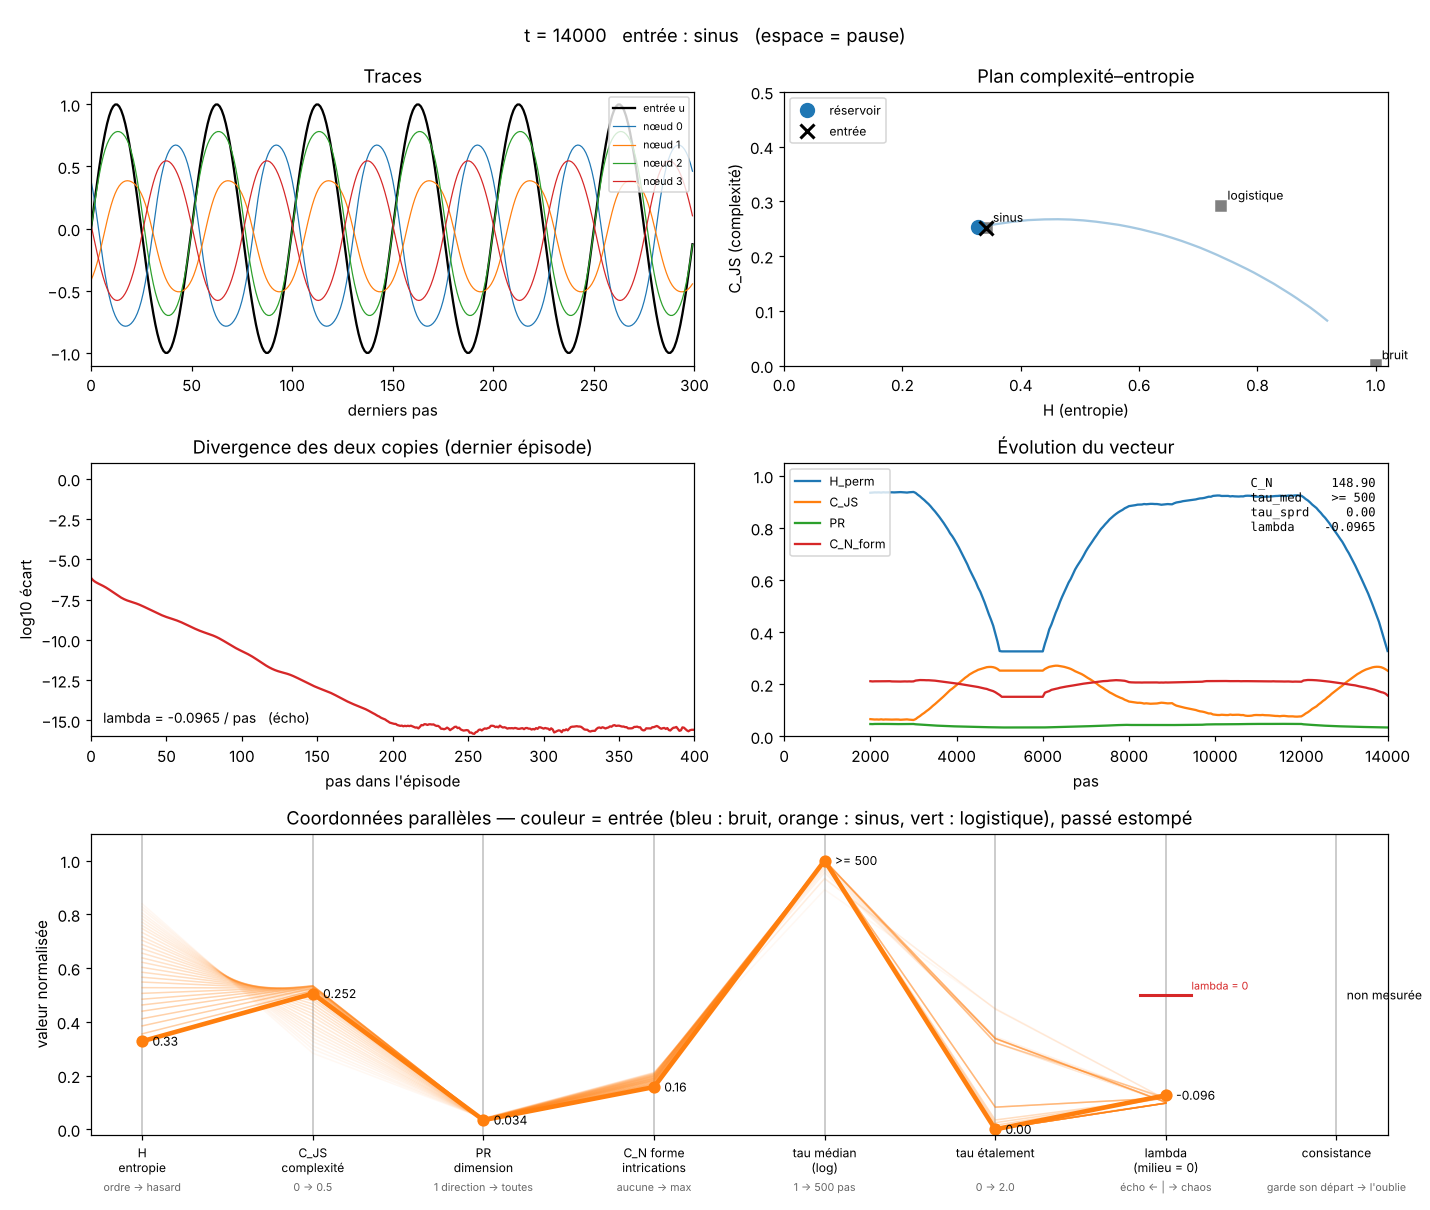 t = 14000   entrée : sinus   (espace = pause)
Traces
1.0
0.5
0.0
−0.5
−1.0
0
50
100
150
200
250
300
derniers pas
entrée u
nœud 0
nœud 1
nœud 2
nœud 3
Plan complexité–entropie
C_JS (complexité)
0.5
0.4
0.3
0.2
0.1
0.0
0.0
0.2
0.4
0.6
0.8
1.0
H (entropie)
réservoir
entrée
sinus
logistique
bruit
Divergence des deux copies (dernier épisode)
log10 écart
0.0
−2.5
−5.0
−7.5
−10.0
−12.5
−15.0
lambda = -0.0965 / pas   (écho)
0
50
100
150
200
250
300
350
400
pas dans l'épisode
Évolution du vecteur
1.0
0.8
0.6
0.4
0.2
0.0
H_perm
C_JS
PR
C_N_form
C_N 148.90
tau_med >= 500
tau_sprd 0.00
lambda -0.0965
0
2000
4000
6000
8000
10000
12000
14000
pas
Coordonnées parallèles — couleur = entrée (bleu : bruit, orange : sinus, vert : logistique), passé estompé
valeur normalisée
1.0
0.8
0.6
0.4
0.2
0.0
0.33
0.252
0.034
0.16
>= 500
0.00
-0.096
lambda = 0
non mesurée
H
entropie
ordre → hasard
C_JS
complexité
0 → 0.5
PR
dimension
1 direction → toutes
C_N forme
intrications
aucune → max
tau médian
(log)
1 → 500 pas
tau étalement
0 → 2.0
lambda
(milieu = 0)
écho ← | → chaos
consistance
garde son départ → l'oublie